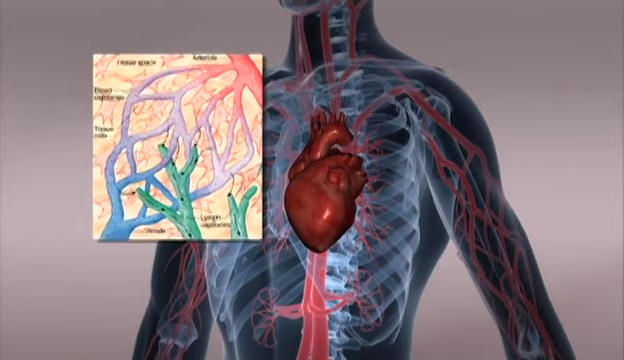 Tissue space
Arteriole
Blood
capillaries
Tissue
cells
Lymph
capillaries
Venule